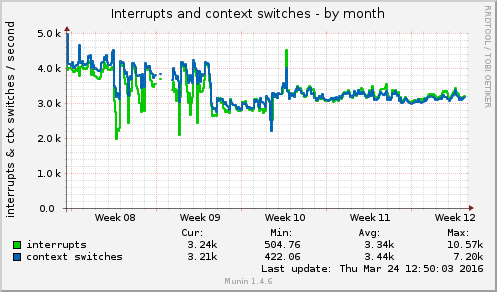 Interrupts and context switches - by month
RRDTOOL / TOBI OETIKER
interrupts & ctx switches / second
5.0 k
4.0 k
3.0 k
2.0 k
1.0 k
0.0
Week 08 Week 09 Week 10 Week 11 Week 12
Cur: Min: Avg: Max:
interrupts 3.24k 504.76 3.34k 10.57k
context switches 3.21k 422.06 3.44k 7.20k
Last update: Thu Mar 24 12:50:03 2016
Munin 1.4.6